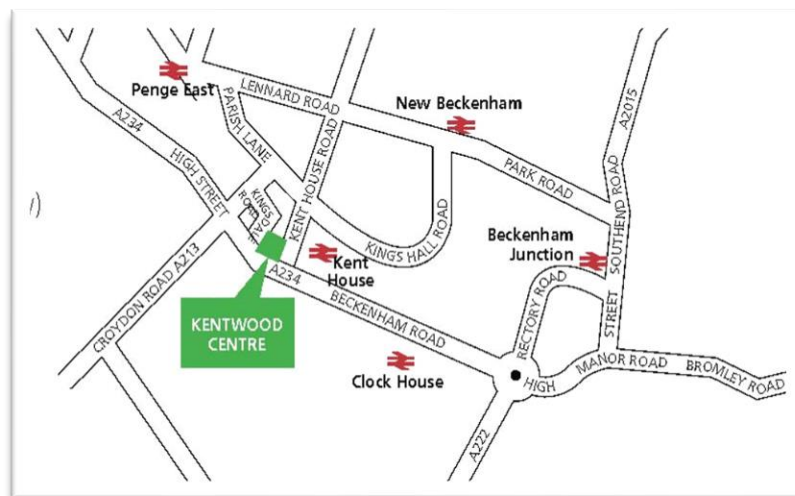 Penge East
LENNARD ROAD
New Beckenham
A2015
A234
PARISH LANE
PARK ROAD
HIGH STREET
KINGSDALE
ROAD
KENT HOUSE ROAD
KINGS HALL ROAD
SOUTHEND ROAD
Beckenham
Junction
Kent
House
A234
CROYDON ROAD A213
KENTWOOD
CENTRE
BECKENHAM ROAD
RECTORY ROAD
STREET
Clock House
HIGH
MANOR ROAD
BROMLEY ROAD
A222